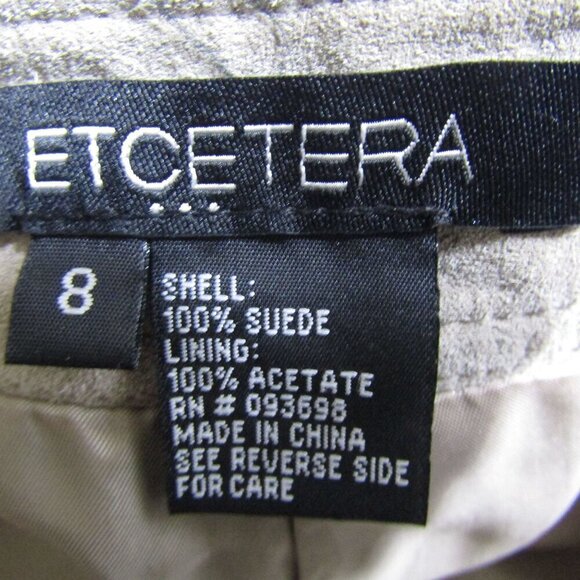 ETCETERA
...
8
SHELL:
100% SUEDE
LINING:
100% ACETATE
RN # 093698
MADE IN CHINA
SEE REVERSE SIDE
FOR CARE